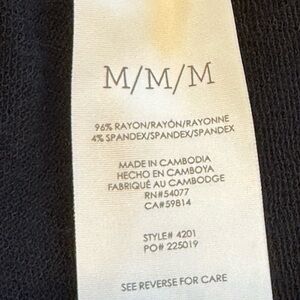 M/M/M
96% RAYON/RAYÓN/RAYONNE
4% SPANDEX/SPANDEX/SPANDEX
MADE IN CAMBODIA
HECHO EN CAMBOYA
FABRIQUÉ AU CAMBODGE
RN#54077
CA#59814
STYLE# 4201
PO# 225019
SEE REVERSE FOR CARE